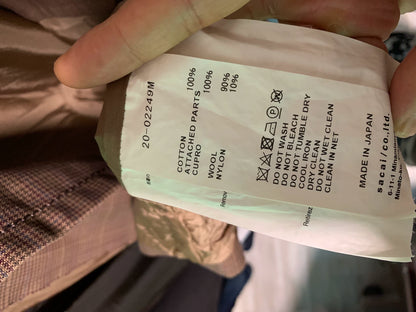 20-02249M
COTTON 100%
ATTACHED PARTS
CUPRO 100%
WOOL 90%
NYLON 10%
DO NOT WASH
DO NOT BLEACH
DO NOT TUMBLE DRY
COOL IRON
DRY CLEAN
DO NOT WET CLEAN
CLEAN IN NET
MADE IN JAPAN
sacai/co.,ltd.